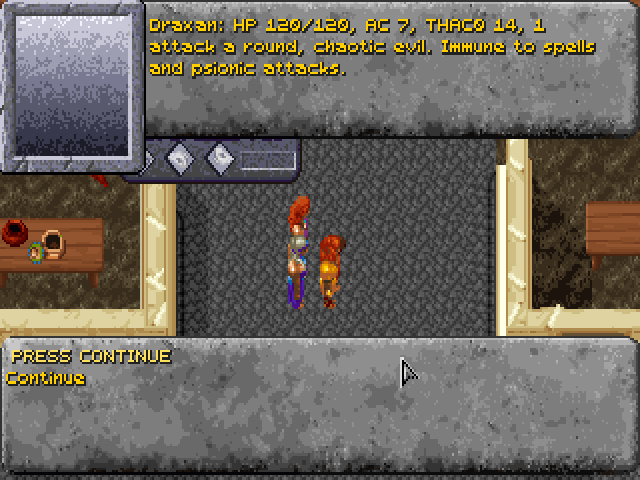 Draxan: HP 120/120, AC 7, THAC0 14, 1
attack a round, chaotic evil. Immune to spells
and psionic attacks.
PRESS CONTINUE
Continue